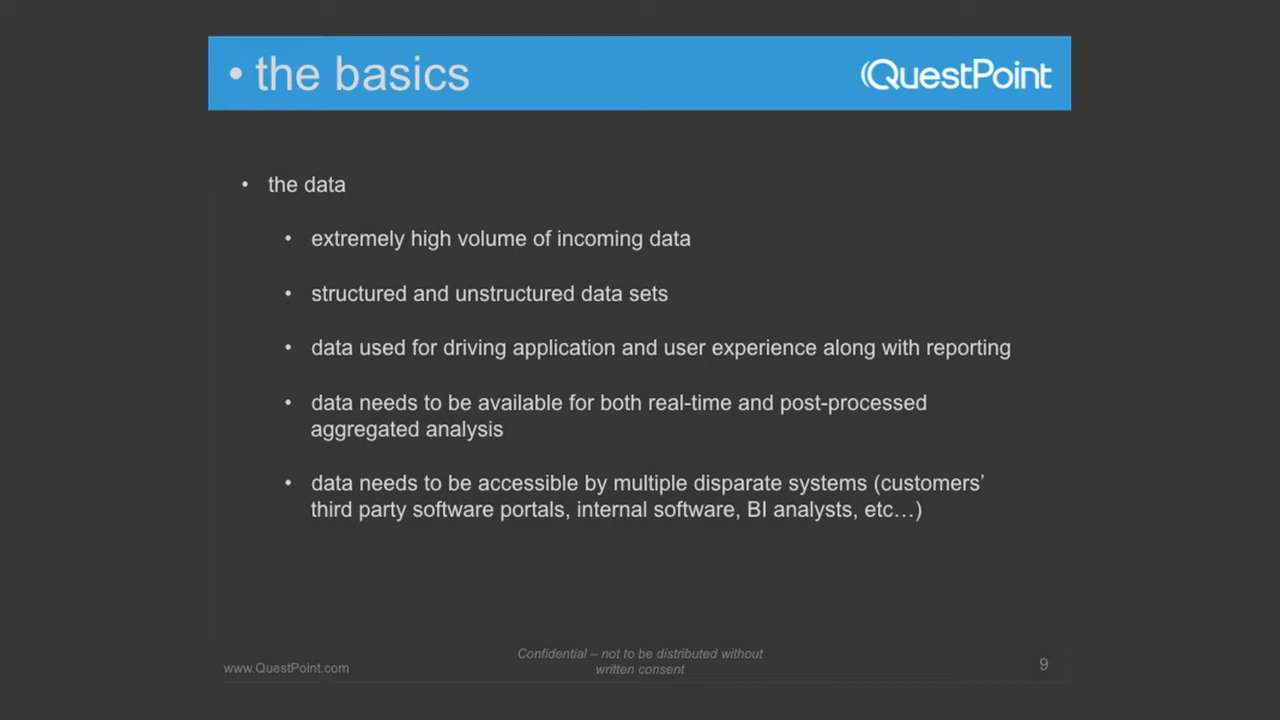 • the basics
QuestPoint
• the data
• extremely high volume of incoming data
• structured and unstructured data sets
• data used for driving application and user experience along with reporting
• data needs to be available for both real-time and post-processed
aggregated analysis
• data needs to be accessible by multiple disparate systems (customers’
third party software portals, internal software, BI analysts, etc…)
www.QuestPoint.com
Confidential – not to be distributed without
written consent
9